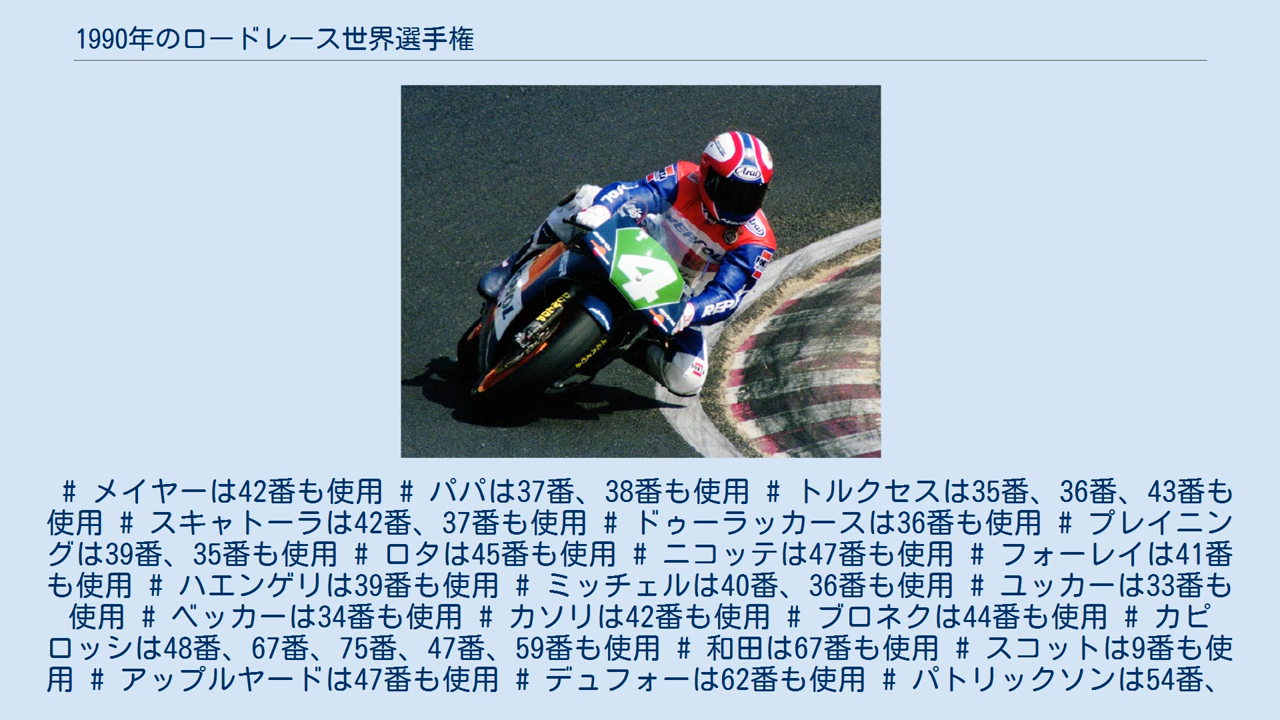 1990年のロードレース世界選手権
Arai
REPSOL
4
REP
# メイヤーは42番も使用 # パパは37番、38番も使用 # トルクセスは35番、36番、43番も
使用 # スキャトーラは42番、37番も使用 # ドゥーラッカースは36番も使用 # プレイニン
グは39番、35番も使用 # ロタは45番も使用 # ニコッテは47番も使用 # フォーレイは41番
も使用 # ハエンゲリは39番も使用 # ミッチェルは40番、36番も使用 # ユッカーは33番も
使用 # ベッカーは34番も使用 # カソリは42番も使用 # ブロネクは44番も使用 # カピ
ロッシは48番、67番、75番、47番、59番も使用 # 和田は67番も使用 # スコットは9番も使
用 # アップルヤードは47番も使用 # デュフォーは62番も使用 # パトリックソンは54番、